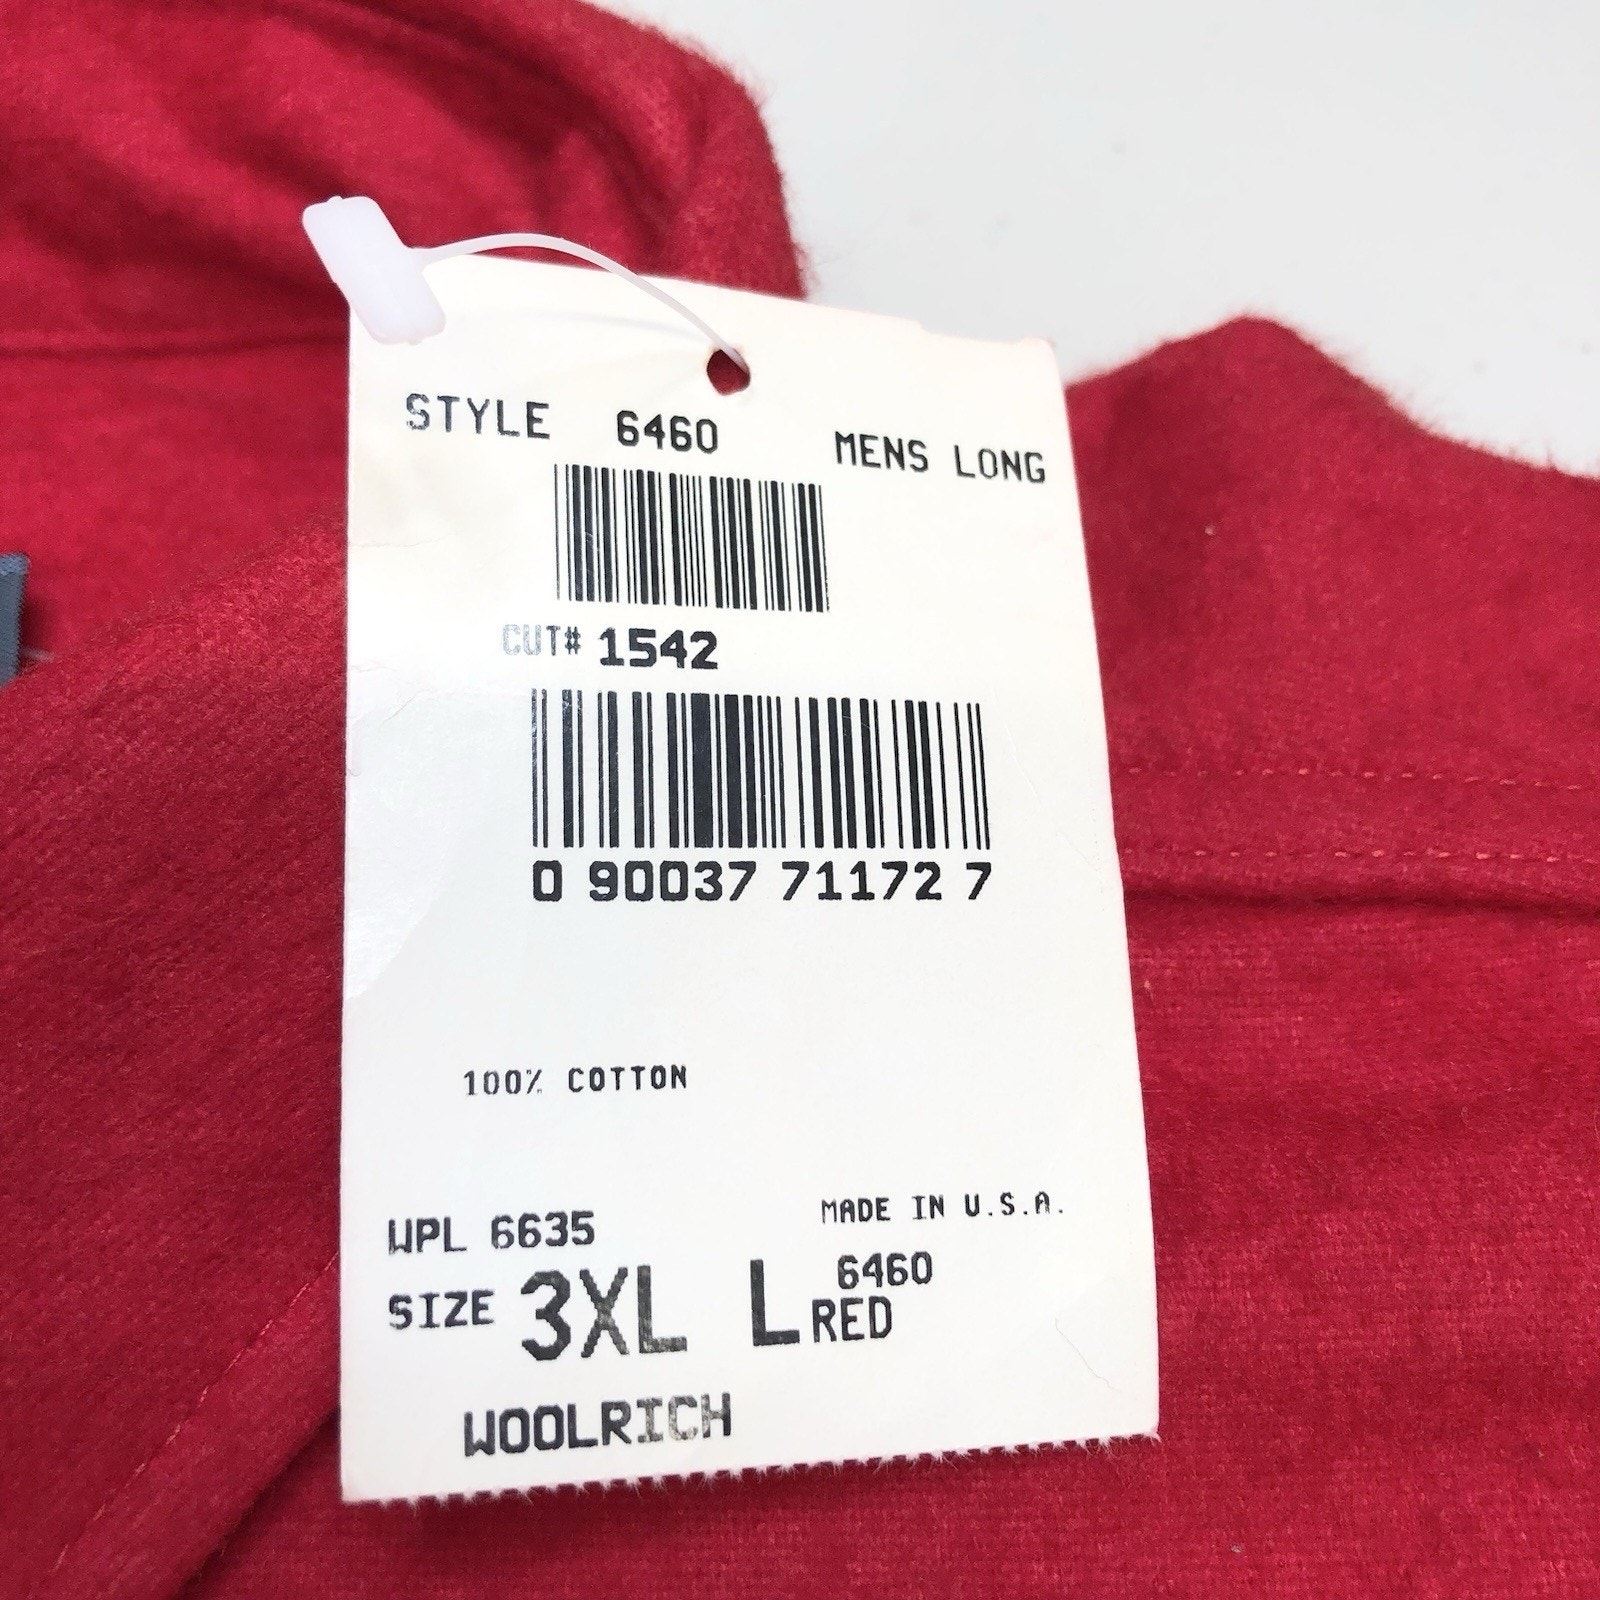 STYLE 6460 MENS LONG
CUT# 1542
0 90037 71172 7
100% COTTON
WPL 6635 MADE IN U.S.A.
SIZE 3XL L 6460
RED
WOOLRICH